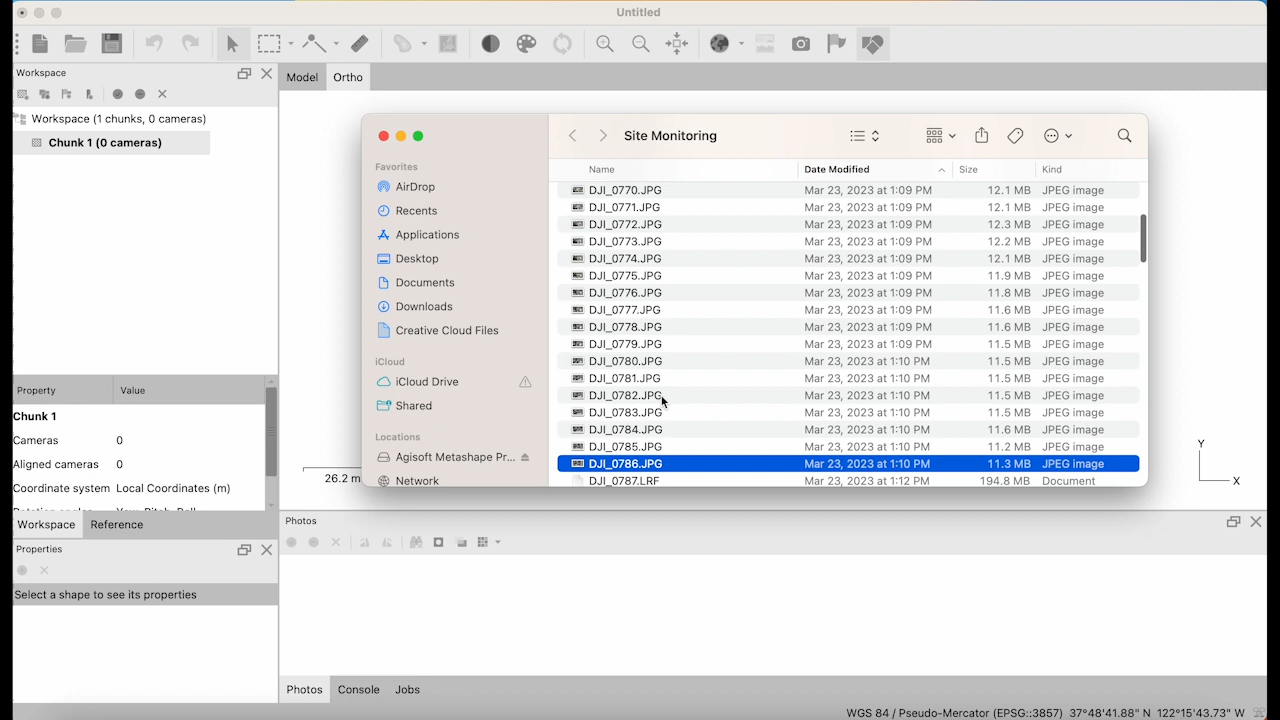 Untitled
Workspace
Model
Ortho
Workspace (1 chunks, 0 cameras)
Chunk 1 (0 cameras)
Site Monitoring
Favorites
AirDrop
Recents
Applications
Desktop
Documents
Downloads
Creative Cloud Files
iCloud
iCloud Drive
Shared
Locations
Agisoft Metashape Pr...
Network
Name Date Modified Size Kind
DJI_0770.JPG Mar 23, 2023 at 1:09 PM 12.1 MB JPEG image
DJI_0771.JPG Mar 23, 2023 at 1:09 PM 12.1 MB JPEG image
DJI_0772.JPG Mar 23, 2023 at 1:09 PM 12.3 MB JPEG image
DJI_0773.JPG Mar 23, 2023 at 1:09 PM 12.2 MB JPEG image
DJI_0774.JPG Mar 23, 2023 at 1:09 PM 12.1 MB JPEG image
DJI_0775.JPG Mar 23, 2023 at 1:09 PM 11.9 MB JPEG image
DJI_0776.JPG Mar 23, 2023 at 1:09 PM 11.8 MB JPEG image
DJI_0777.JPG Mar 23, 2023 at 1:09 PM 11.6 MB JPEG image
DJI_0778.JPG Mar 23, 2023 at 1:09 PM 11.6 MB JPEG image
DJI_0779.JPG Mar 23, 2023 at 1:09 PM 11.5 MB JPEG image
DJI_0780.JPG Mar 23, 2023 at 1:10 PM 11.5 MB JPEG image
DJI_0781.JPG Mar 23, 2023 at 1:10 PM 11.5 MB JPEG image
DJI_0782.JPG Mar 23, 2023 at 1:10 PM 11.5 MB JPEG image
DJI_0783.JPG Mar 23, 2023 at 1:10 PM 11.5 MB JPEG image
DJI_0784.JPG Mar 23, 2023 at 1:10 PM 11.6 MB JPEG image
DJI_0785.JPG Mar 23, 2023 at 1:10 PM 11.2 MB JPEG image
DJI_0786.JPG Mar 23, 2023 at 1:10 PM 11.3 MB JPEG image
DJI_0787.LRF Mar 23, 2023 at 1:12 PM 194.8 MB Document
Property Value
Chunk 1
Cameras 0
Aligned cameras 0
Coordinate system Local Coordinates (m)
26.2 m
Y
X
Workspace
Reference
Photos
Properties
Select a shape to see its properties
Photos
Console
Jobs
WGS 84 / Pseudo-Mercator (EPSG::3857) 37°48'41.88" N 122°15'43.73" W